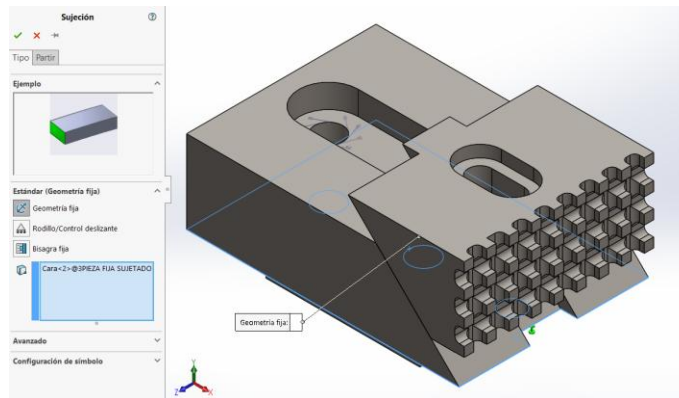 Sujeción
Tipo Partir
Ejemplo
Estándar (Geometría fija)
Geometría fija
Rodillo/Control deslizante
Bisagra fija
Cara<2>@3PIEZA FIJA SUJETADO
Avanzado
Configuración de símbolo
Geometría fija:
Y
Z
X